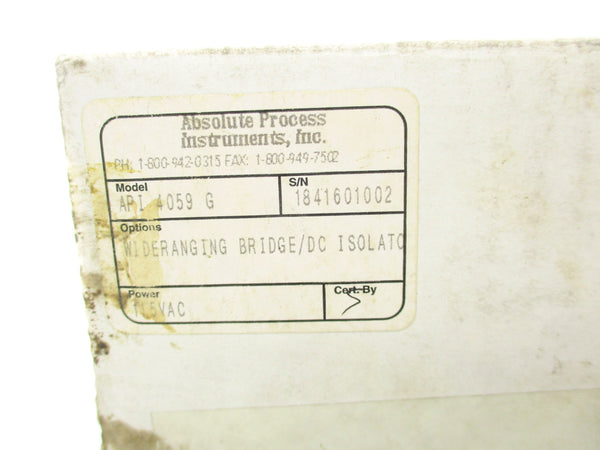 Absolute Process
Instruments, Inc.
PH: 1-800-942-0315 FAX: 1-800-949-7502
Model
API 4059 G
S/N
1841601002
Options
WIDERANGING BRIDGE/DC ISOLATO
Power
115VAC
Cert. By